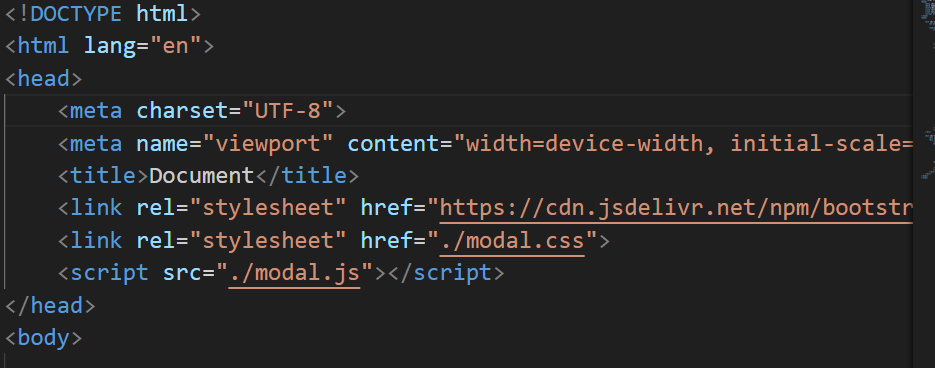 <!DOCTYPE html>
<html lang="en">
<head>
    <meta charset="UTF-8">
    <meta name="viewport" content="width=device-width, initial-scale=
    <title>Document</title>
    <link rel="stylesheet" href="https://cdn.jsdelivr.net/npm/bootstr
    <link rel="stylesheet" href="./modal.css">
    <script src="./modal.js"></script>
</head>
<body>